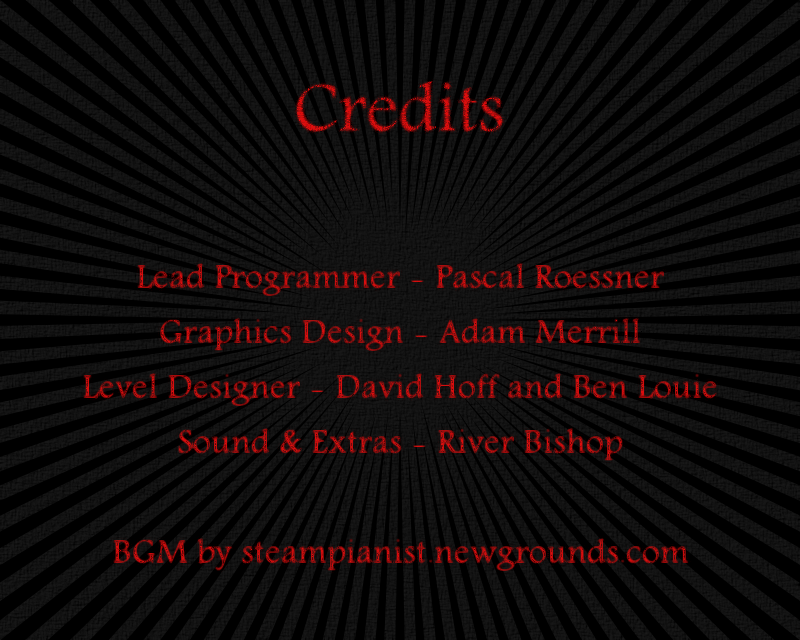 Credits
Lead Programmer - Pascal Roessner
Graphics Design - Adam Merrill
Level Designer - David Hoff and Ben Louie
Sound & Extras - River Bishop
BGM by steampianist.newgrounds.com